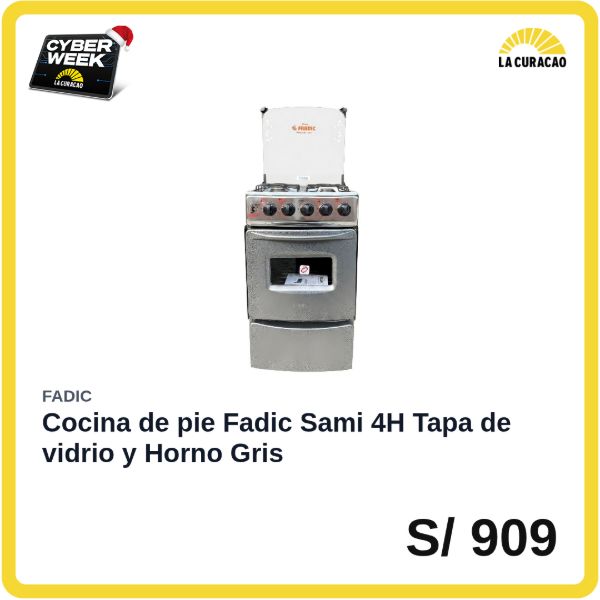 CYBER
WEEK
LA CURACAO
LA CURACAO
FADIC
FADIC
Cocina de pie Fadic Sami 4H Tapa de
vidrio y Horno Gris
S/ 909